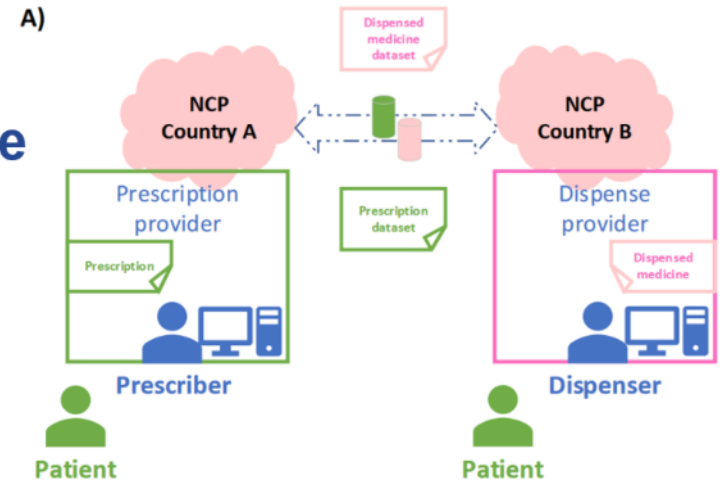 A)
Dispensed
medicine
dataset
NCP
Country A
NCP
Country B
e
Prescription
provider
Dispense
provider
Prescription
dataset
Prescription
Dispensed
medicine
Prescriber
Dispenser
Patient
Patient